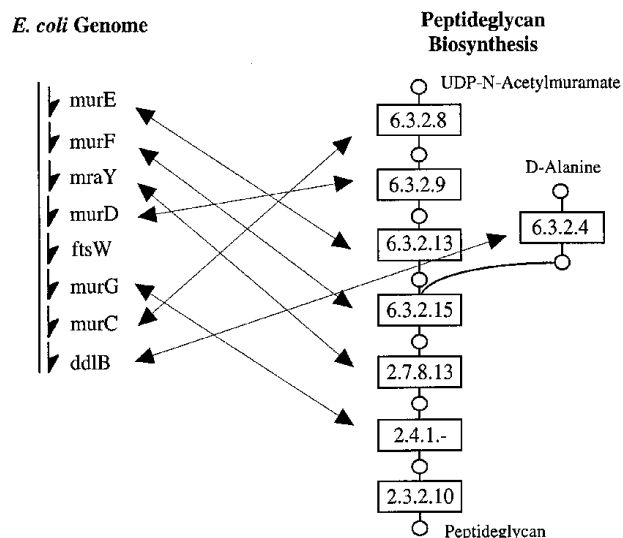 E. coli Genome
Peptideglycan
Biosynthesis
murE
murF
mraY
murD
ftsW
murG
murC
ddlB
UDP-N-Acetylmuramate
6.3.2.8
6.3.2.9
6.3.2.13
6.3.2.15
2.7.8.13
2.4.1.-
2.3.2.10
Peptideglycan
D-Alanine
6.3.2.4